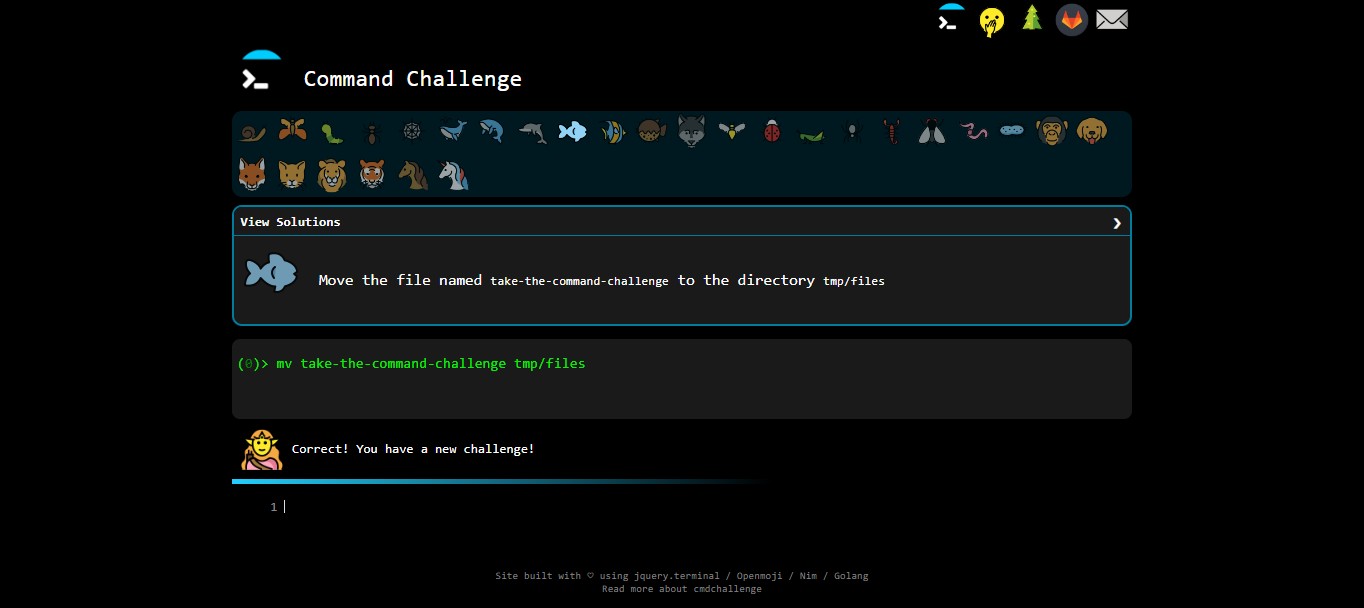 Command Challenge
View Solutions ❯
Move the file named take-the-command-challenge to the directory tmp/files
(0)> mv take-the-command-challenge tmp/files
Correct! You have a new challenge!
1
Site built with ♡ using jquery.terminal / Openmoji / Nim / Golang
Read more about cmdchallenge